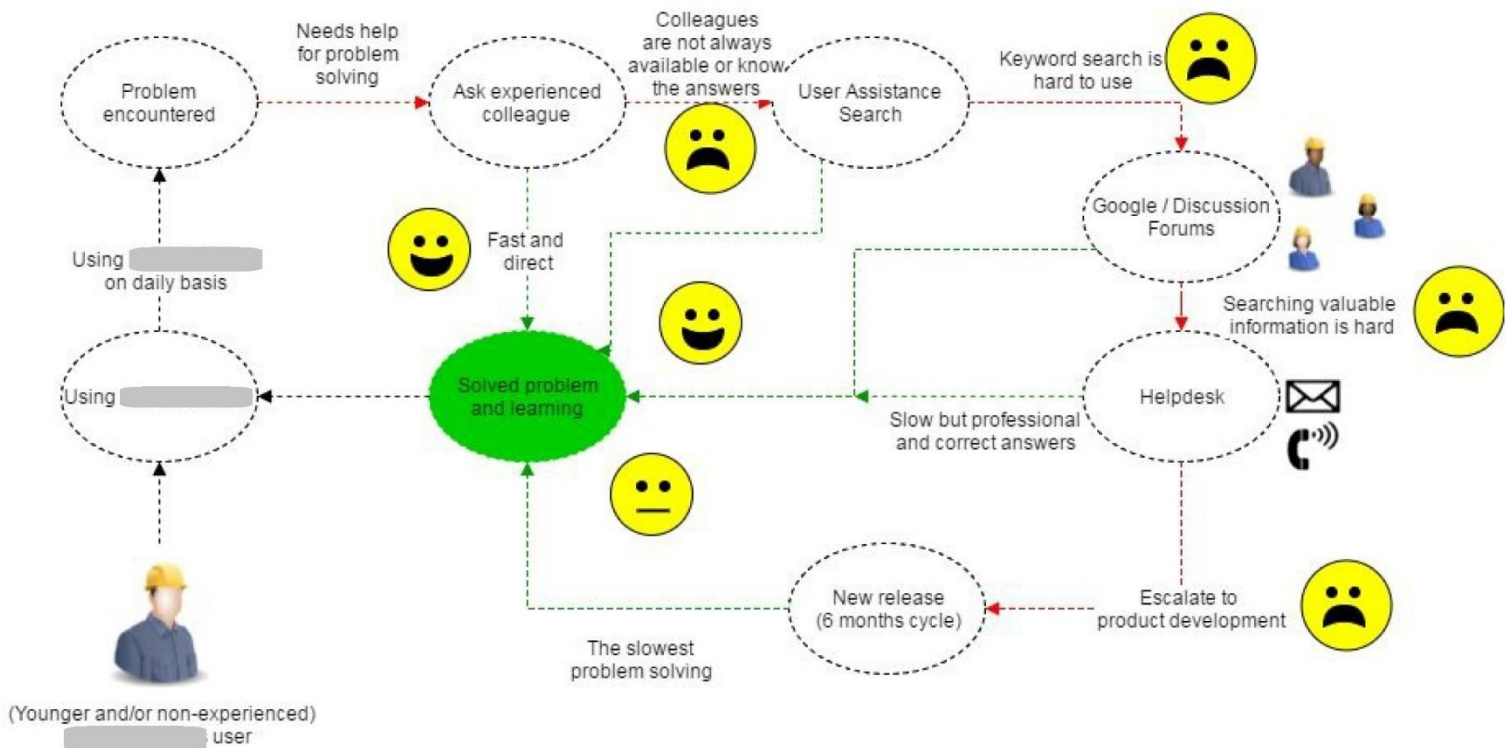 Needs help
for problem
solving
Colleagues
are not always
available or know
the answers
Keyword search is
hard to use
Problem
encountered
Ask experienced
colleague
User Assistance
Search
Google / Discussion
Forums
Fast and
direct
Using
on daily basis
Searching valuable
information is hard
Using
Solved problem
and learning
Helpdesk
Slow but professional
and correct answers
New release
(6 months cycle)
Escalate to
product development
The slowest
problem solving
(Younger and/or non-experienced)
user